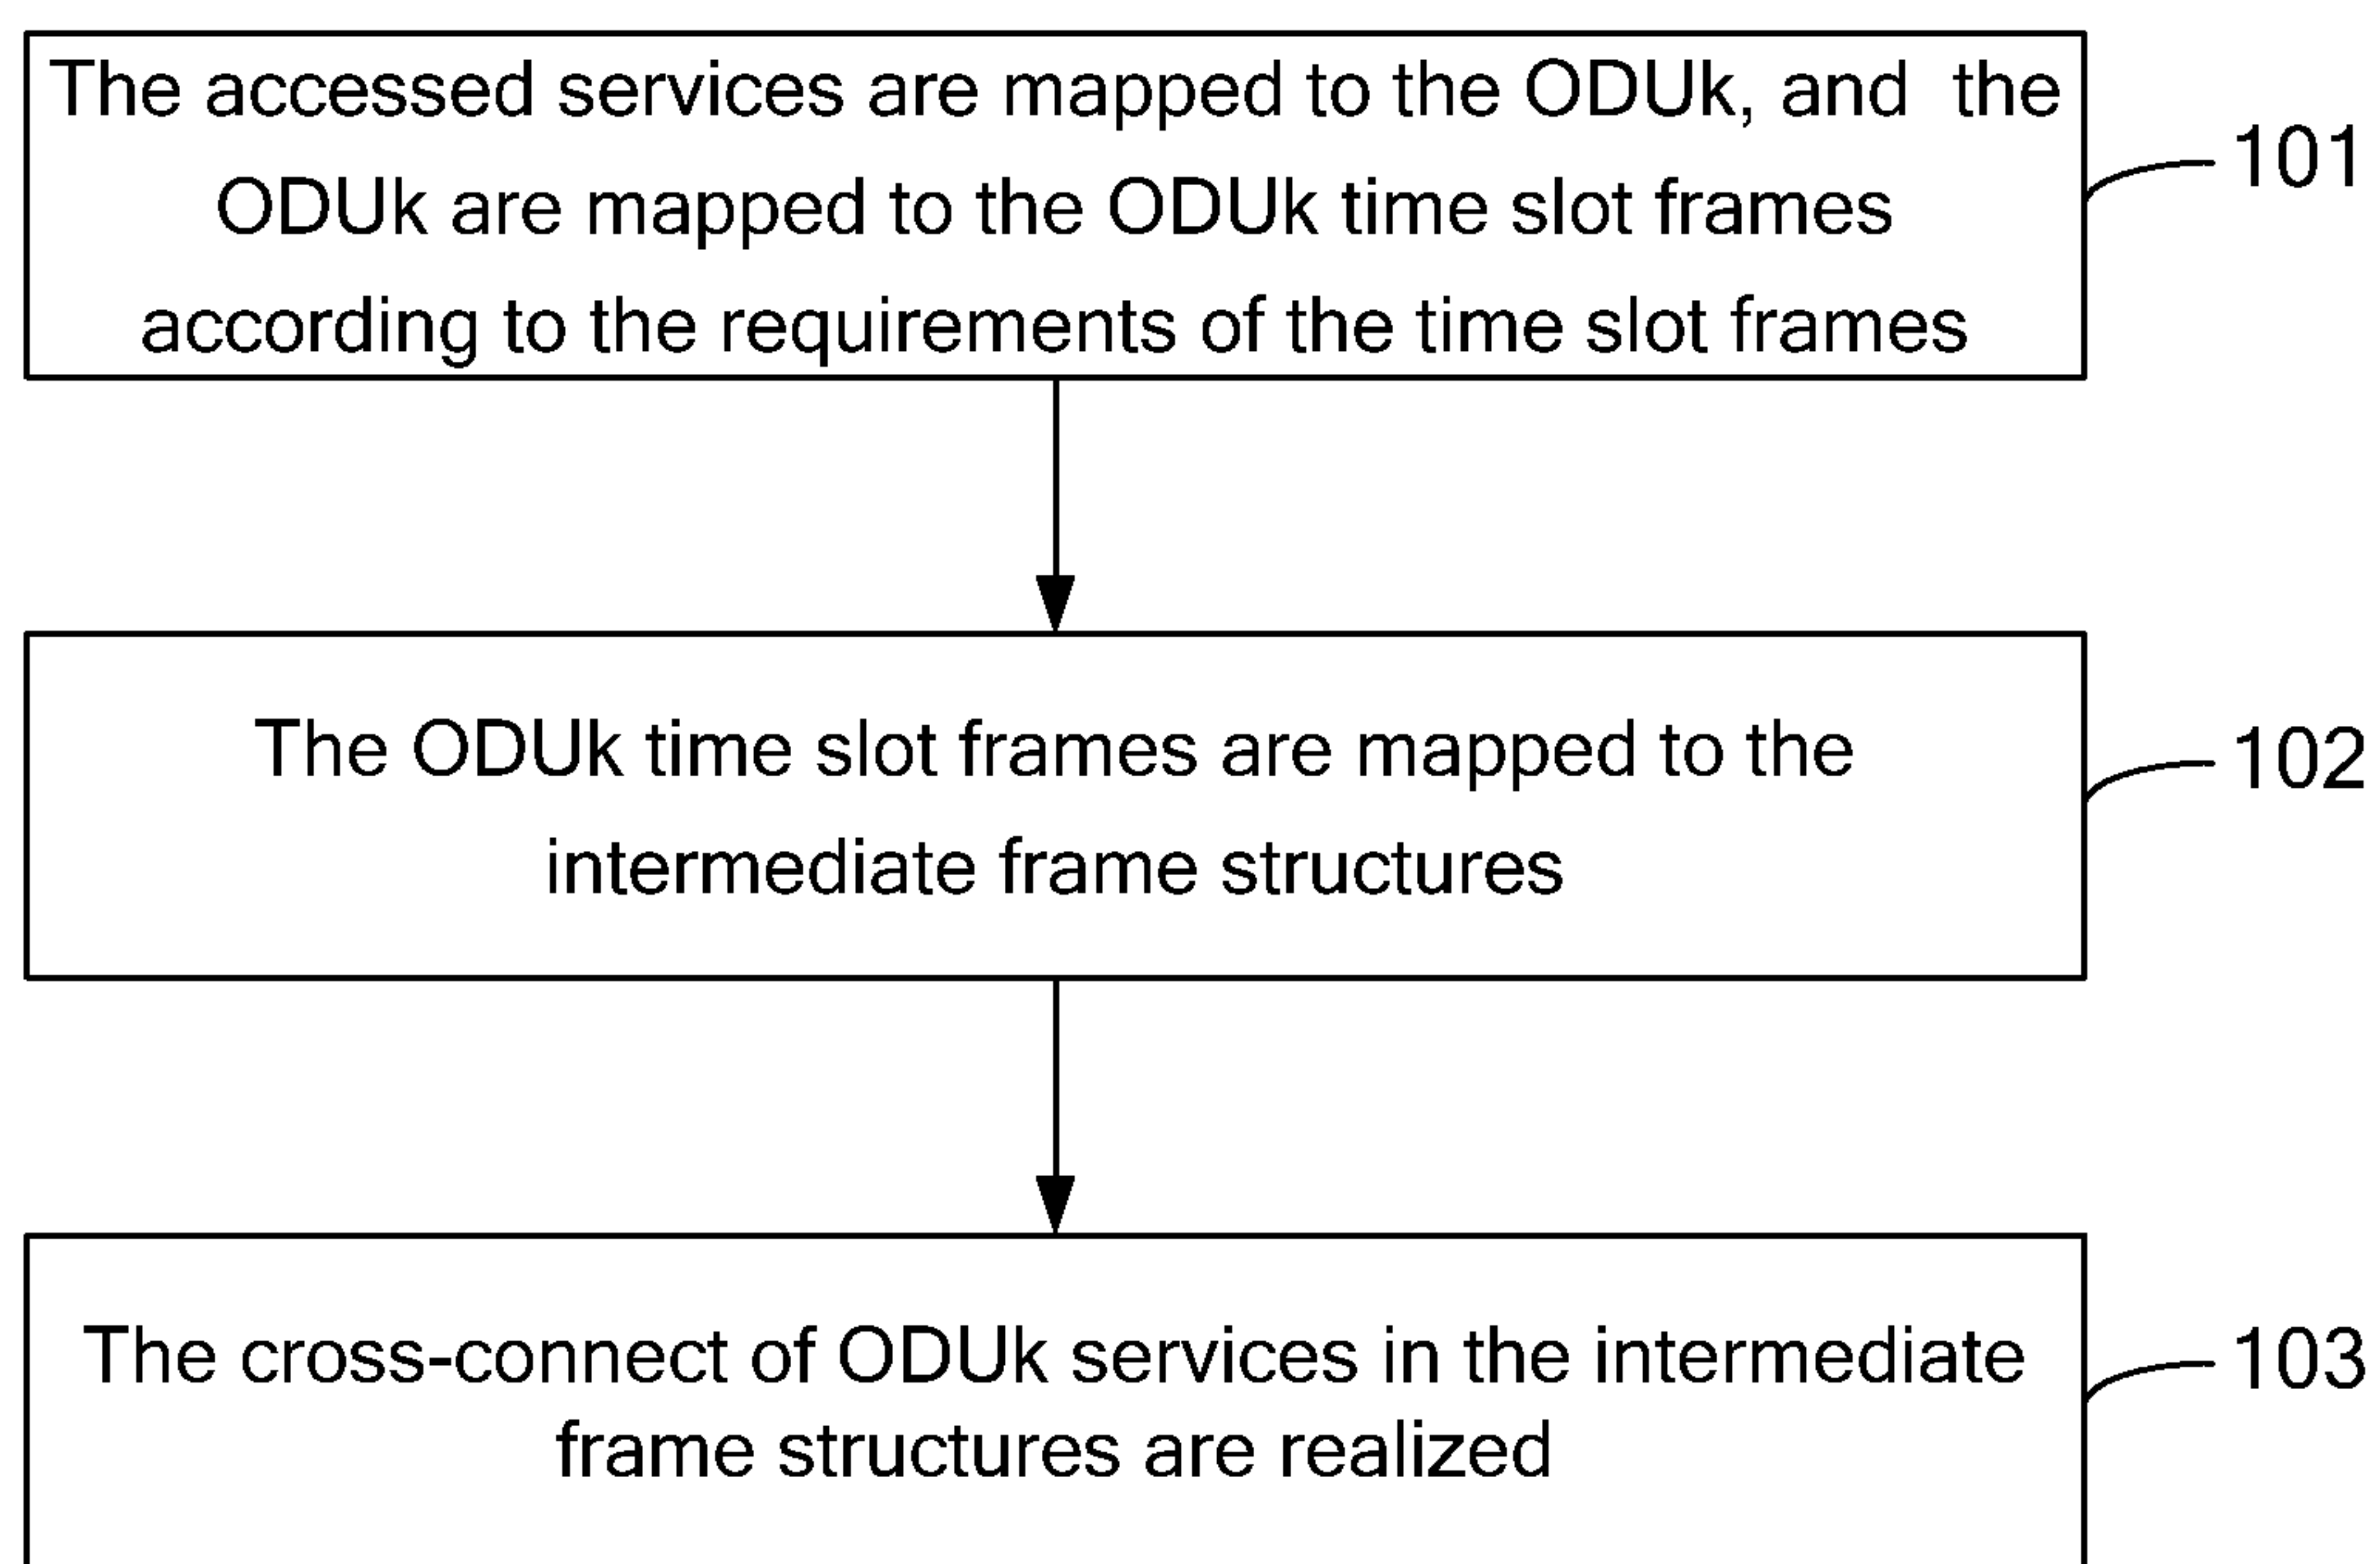 The accessed services are mapped to the ODUk, and the
ODUk are mapped to the ODUk time slot frames
according to the requirements of the time slot frames
101
The ODUk time slot frames are mapped to the
intermediate frame structures
102
The cross-connect of ODUk services in the intermediate
frame structures are realized
103